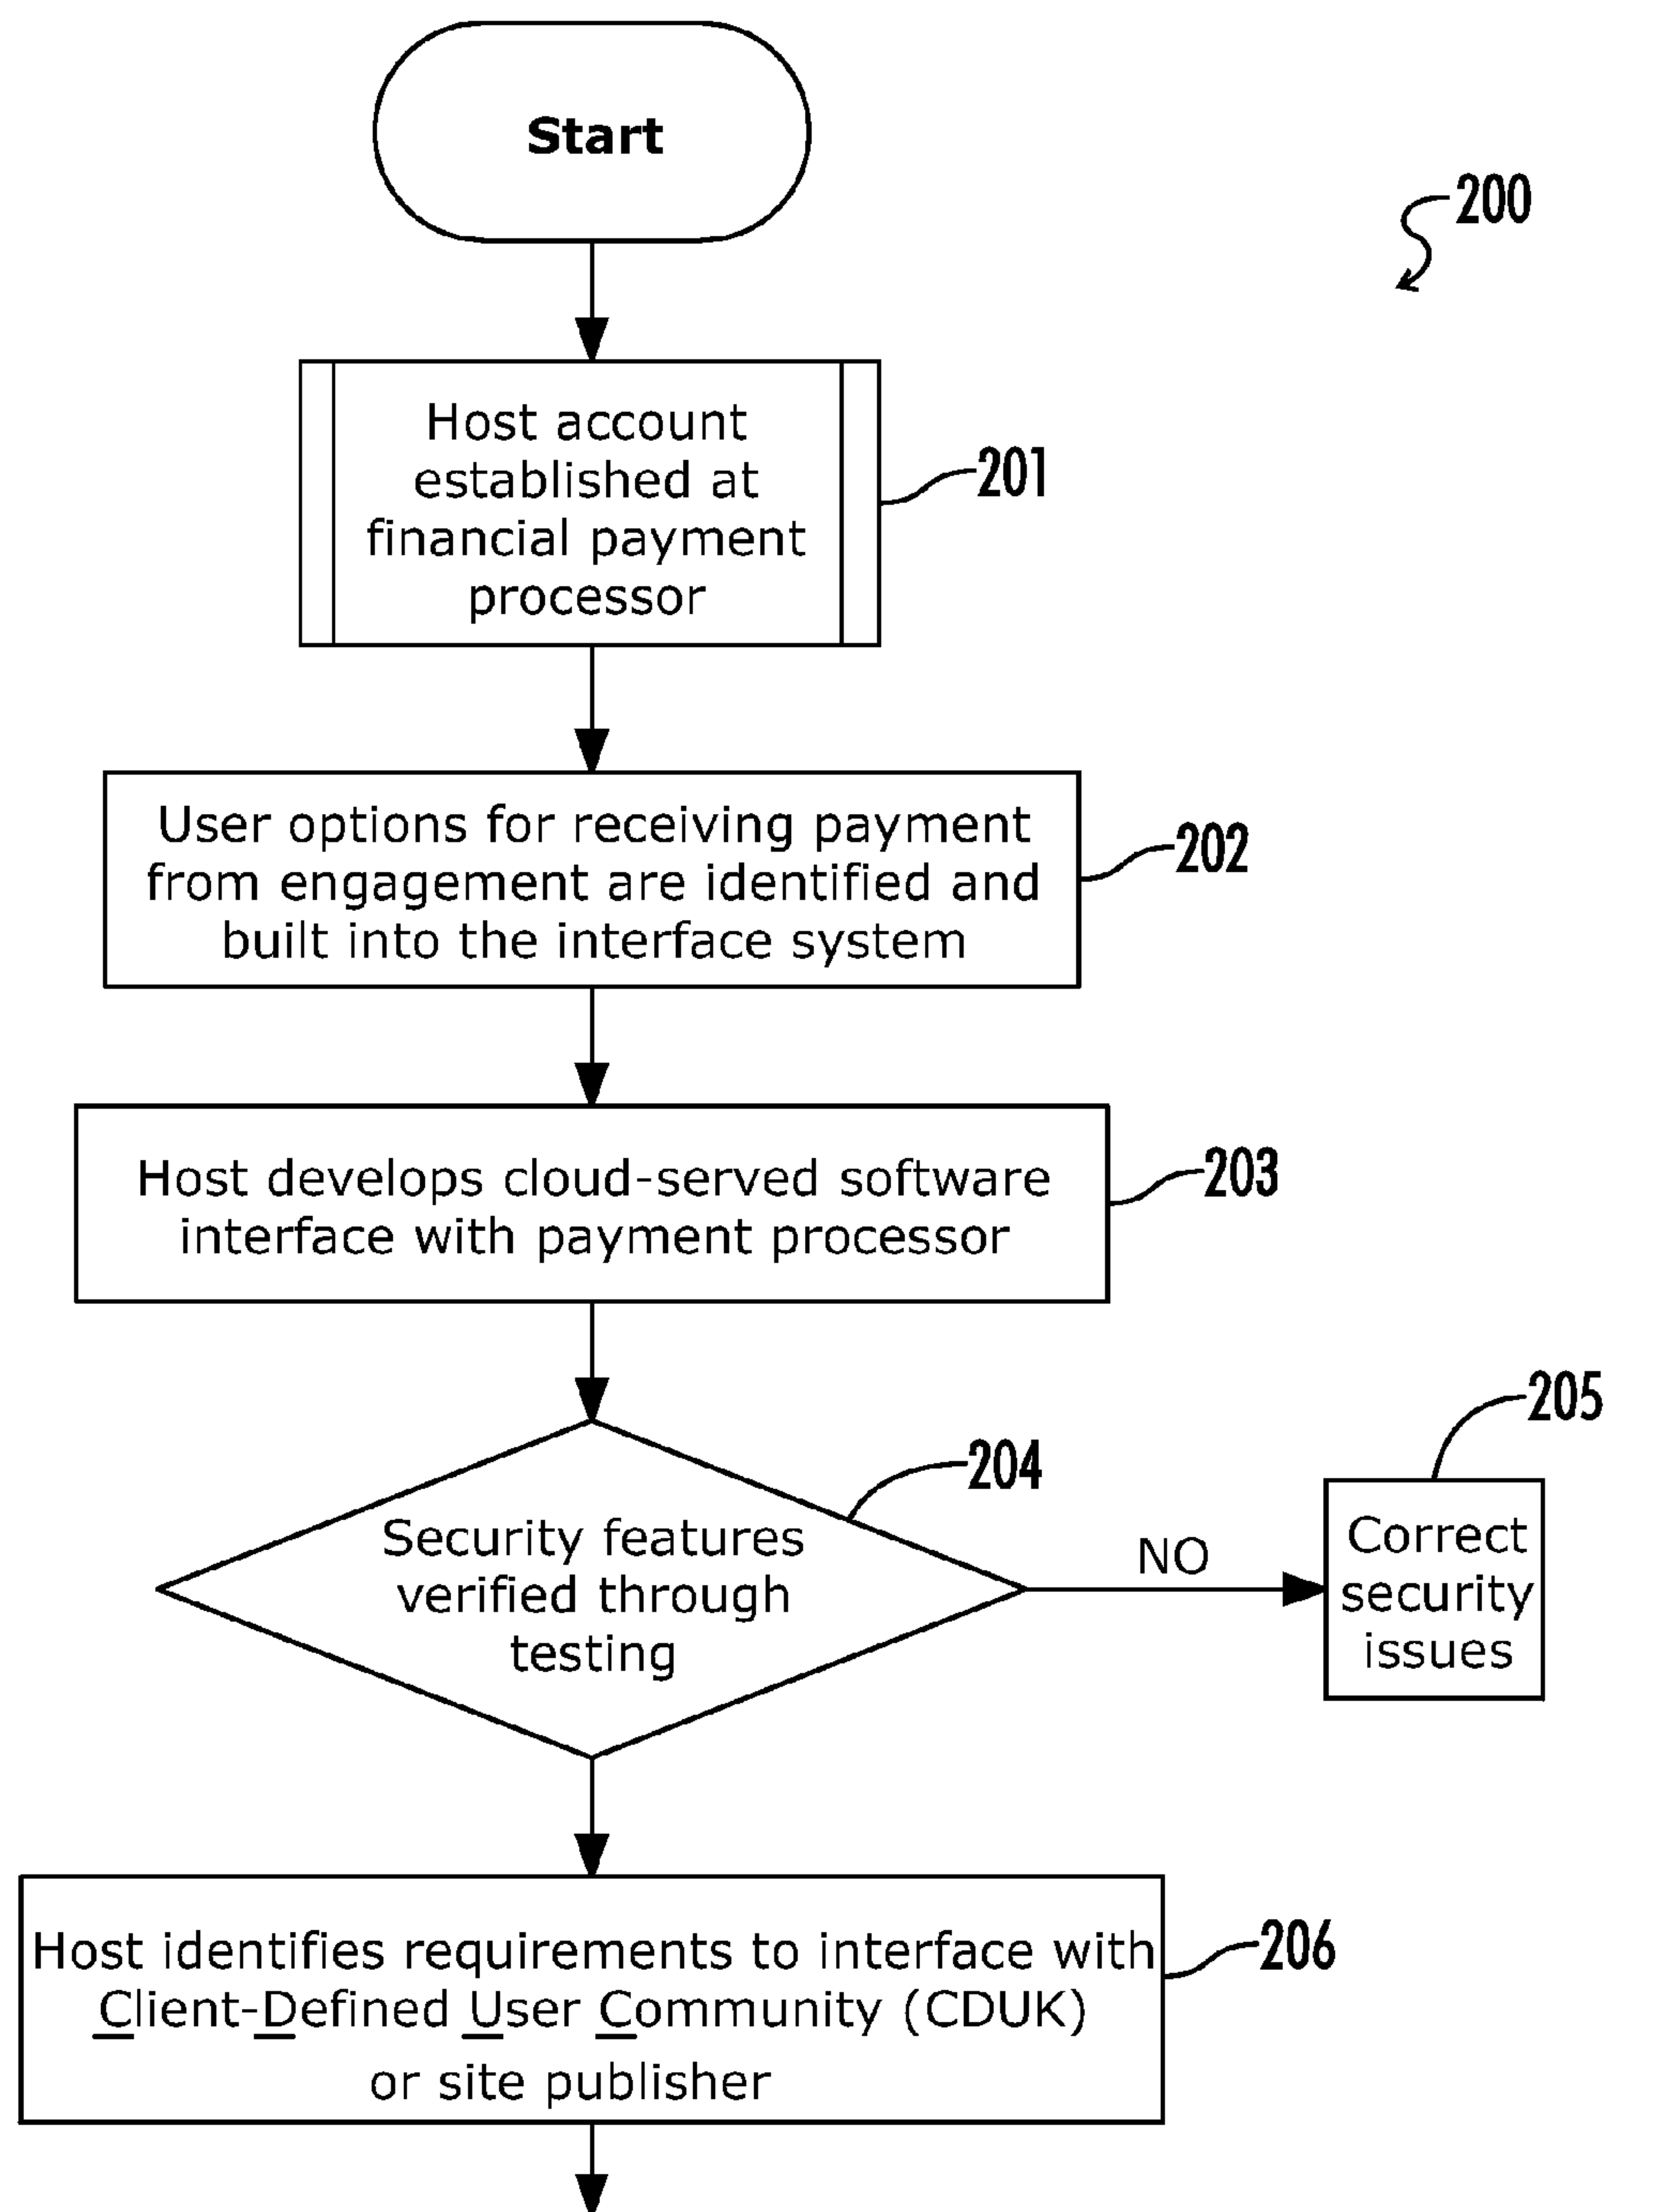 Start
200
Host account
established at
financial payment
processor
201
User options for receiving payment
from engagement are identified and
built into the interface system
202
Host develops cloud-served software
interface with payment processor
203
Security features
verified through
testing
204
NO
Correct
security
issues
205
Host identifies requirements to interface with
Client-Defined User Community (CDUK)
or site publisher
206